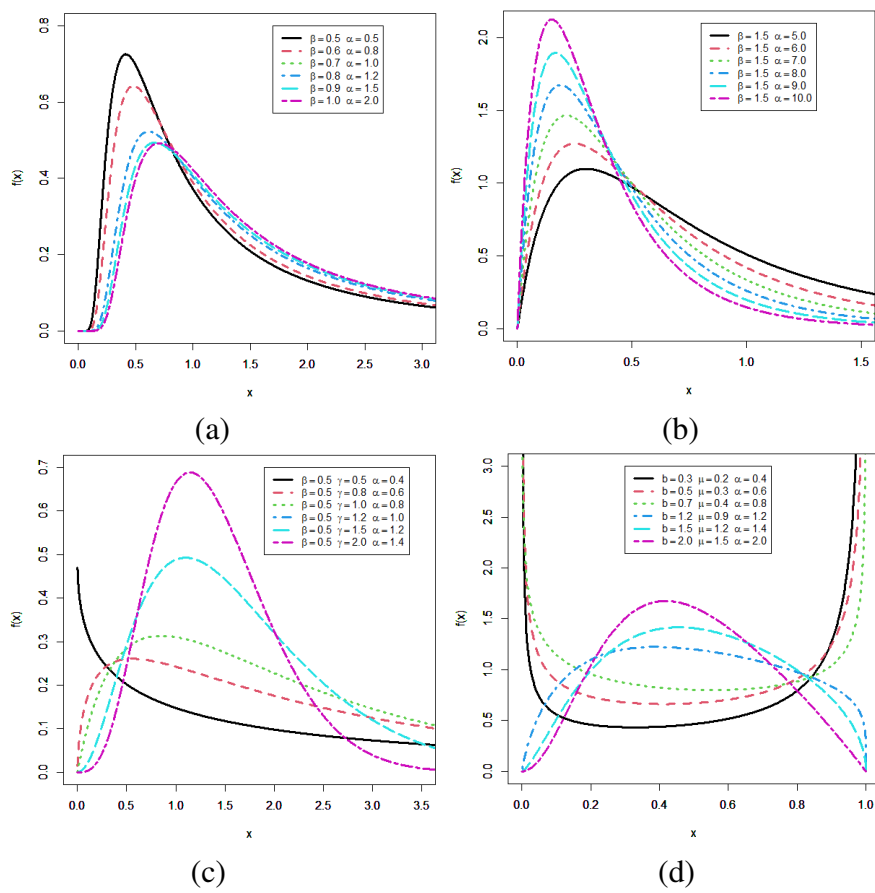 0.8
0.6
0.4
0.2
0.0
f(x)
β = 0.5 α = 0.5
β = 0.6 α = 0.8
β = 0.7 α = 1.0
β = 0.8 α = 1.2
β = 0.9 α = 1.5
β = 1.0 α = 2.0
0.0 0.5 1.0 1.5 2.0 2.5 3.0
x
(a)
2.0
1.5
1.0
0.5
0.0
f(x)
β = 1.5 α = 5.0
β = 1.5 α = 6.0
β = 1.5 α = 7.0
β = 1.5 α = 8.0
β = 1.5 α = 9.0
β = 1.5 α = 10.0
0.0 0.5 1.0 1.5
x
(b)
0.7
0.6
0.5
0.4
0.3
0.2
0.1
0.0
f(x)
β = 0.5 γ = 0.5 α = 0.4
β = 0.5 γ = 0.8 α = 0.6
β = 0.5 γ = 1.0 α = 0.8
β = 0.5 γ = 1.2 α = 1.0
β = 0.5 γ = 1.5 α = 1.2
β = 0.5 γ = 2.0 α = 1.4
0.0 0.5 1.0 1.5 2.0 2.5 3.0 3.5
x
(c)
3.0
2.5
2.0
1.5
1.0
0.5
0.0
f(x)
b = 0.3 μ = 0.2 α = 0.4
b = 0.5 μ = 0.3 α = 0.6
b = 0.7 μ = 0.4 α = 0.8
b = 1.2 μ = 0.9 α = 1.2
b = 1.5 μ = 1.2 α = 1.4
b = 2.0 μ = 1.5 α = 2.0
0.0 0.2 0.4 0.6 0.8 1.0
x
(d)